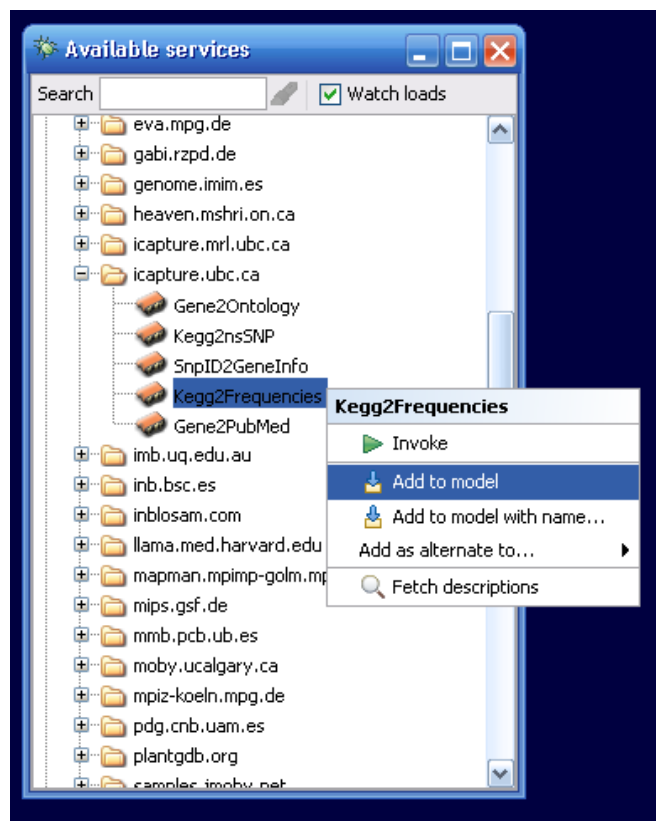 Available services
Search
Watch loads
eva.mpg.de
gabi.rzpd.de
genome.imim.es
heaven.mshri.on.ca
icapture.mrl.ubc.ca
icapture.ubc.ca
Gene2Ontology
Kegg2nsSNP
SnpID2GeneInfo
Kegg2Frequencies
Gene2PubMed
imb.uq.edu.au
inb.bsc.es
inblosam.com
llama.med.harvard.edu
mapman.mpimp-golm.mp
mips.gsf.de
mmb.pcb.ub.es
moby.ucalgary.ca
mpiz-koeln.mpg.de
pdg.cnb.uam.es
plantgdb.org
samples.jmoby.net
Kegg2Frequencies
Invoke
Add to model
Add to model with name...
Add as alternate to...
Fetch descriptions